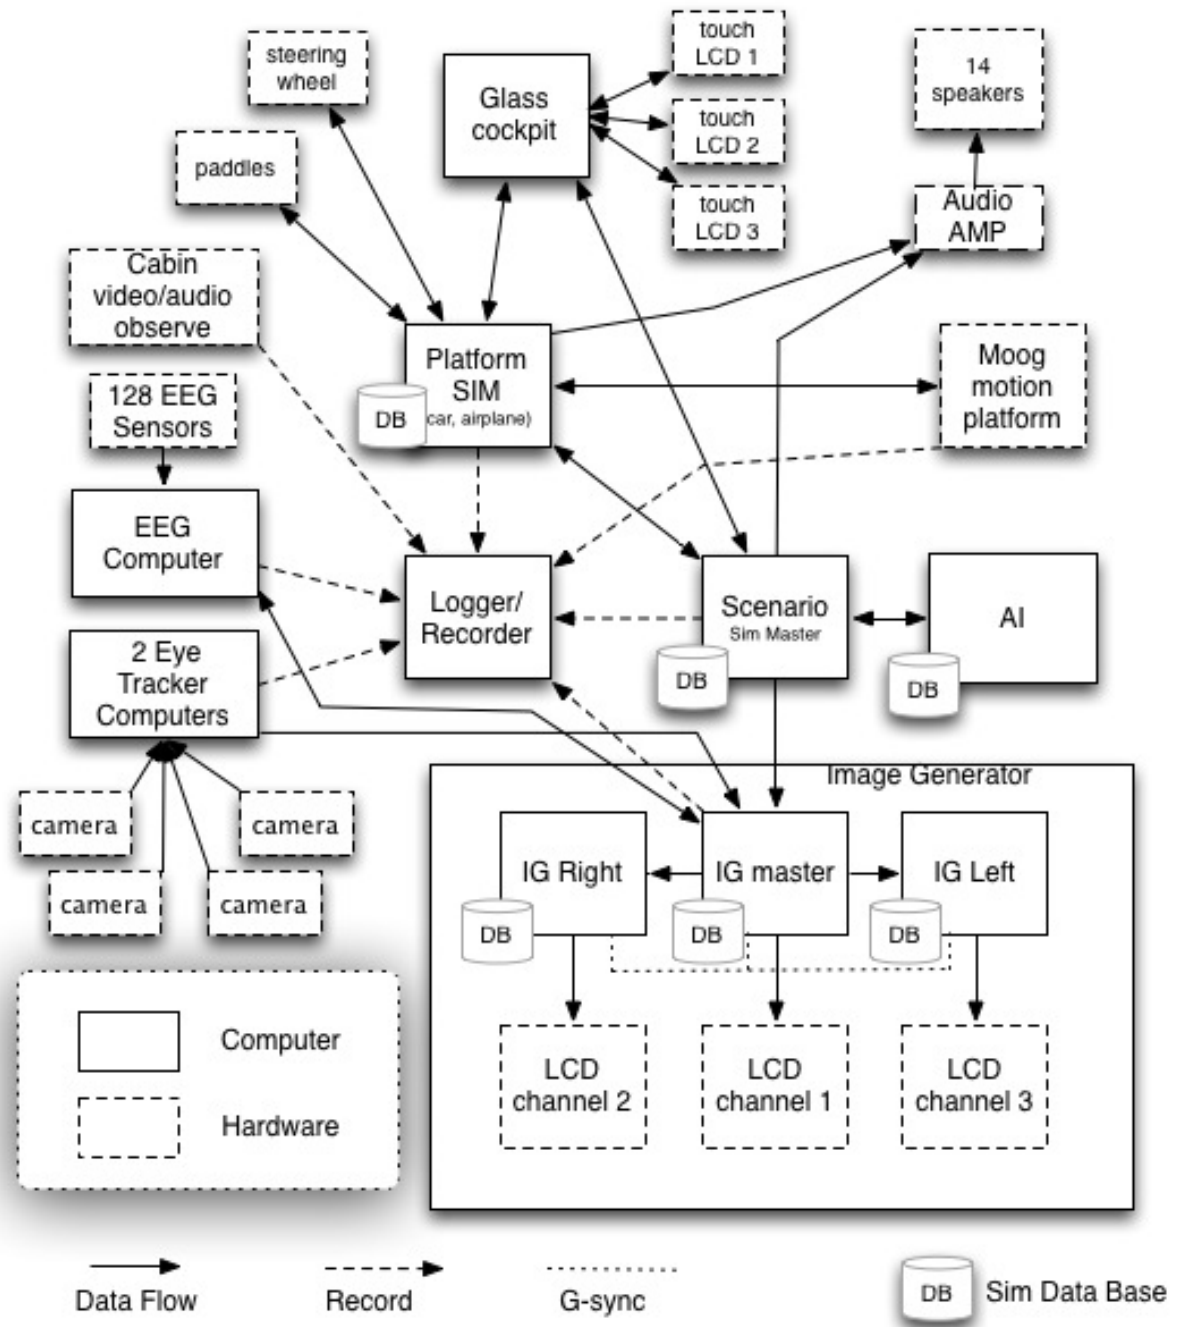 steering
wheel
Glass
cockpit
touch
LCD 1
touch
LCD 2
touch
LCD 3
14
speakers
paddles
Audio
AMP
Cabin
video/audio
observe
Platform
SIM
car, airplane)
DB
Moog
motion
platform
128 EEG
Sensors
EEG
Computer
Logger/
Recorder
Scenario
Sim Master
DB
AI
DB
2 Eye
Tracker
Computers
camera
camera
camera
camera
Image Generator
IG Right
DB
IG master
DB
IG Left
DB
LCD
channel 2
LCD
channel 1
LCD
channel 3
Computer
Hardware
Data Flow
Record
G-sync
DB
Sim Data Base